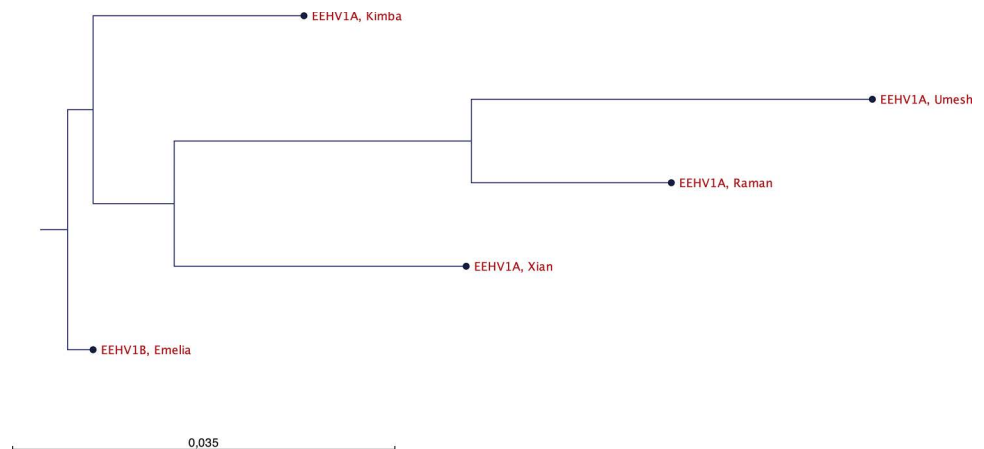 EEHV1A, Kimba
EEHV1A, Umesh
EEHV1A, Raman
EEHV1A, Xian
EEHV1B, Emelia
0,035